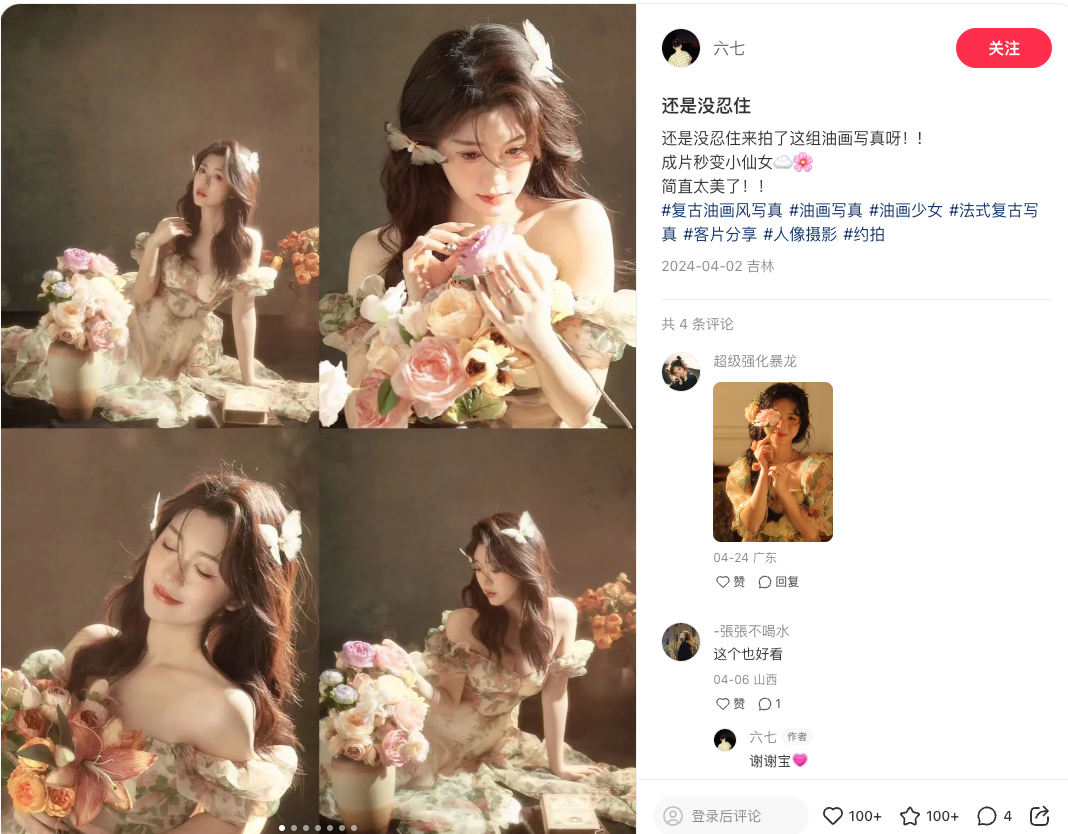 六七
关注
还是没忍住
还是没忍住来拍了这组油画写真呀！！
成片秒变小仙女☁️🌸
简直太美了！！
#复古油画风写真 #油画写真 #油画少女 #法式复古写
真 #客片分享 #人像摄影 #约拍
2024-04-02 吉林
共 4 条评论
超级强化暴龙
04-24 广东
赞 回复
-張張不喝水
这个也好看
04-06 山西
赞 1
六七 作者
谢谢宝💗
登录后评论 100+ 100+ 4